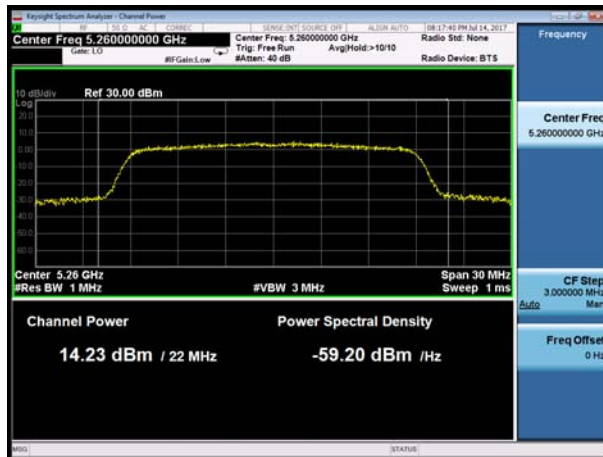 Keysight Spectrum Analyzer - Channel Power
RF 50 Ω AC CORREC SENSE:INT SOURCE OFF ALIGN AUTO 08:17:40 PM Jul 14, 2017
Center Freq 5.260000000 GHz
Center Freq: 5.260000000 GHz Radio Std: None
Gate: LO Trig: Free Run Avg|Hold:>10/10
#IFGain:Low #Atten: 40 dB Radio Device: BTS
10 dB/div Ref 30.00 dBm
Log
20.0
10.0
0.00
-10.0
-20.0
-30.0
-40.0
-50.0
-60.0
Center 5.26 GHz Span 30 MHz
#Res BW 1 MHz #VBW 3 MHz Sweep 1 ms
Channel Power Power Spectral Density
14.23 dBm / 22 MHz -59.20 dBm /Hz
Frequency
Center Freq
5.260000000 GHz
CF Step
3.000000 MHz
Auto Man
Freq Offset
0 Hz
MSG STATUS